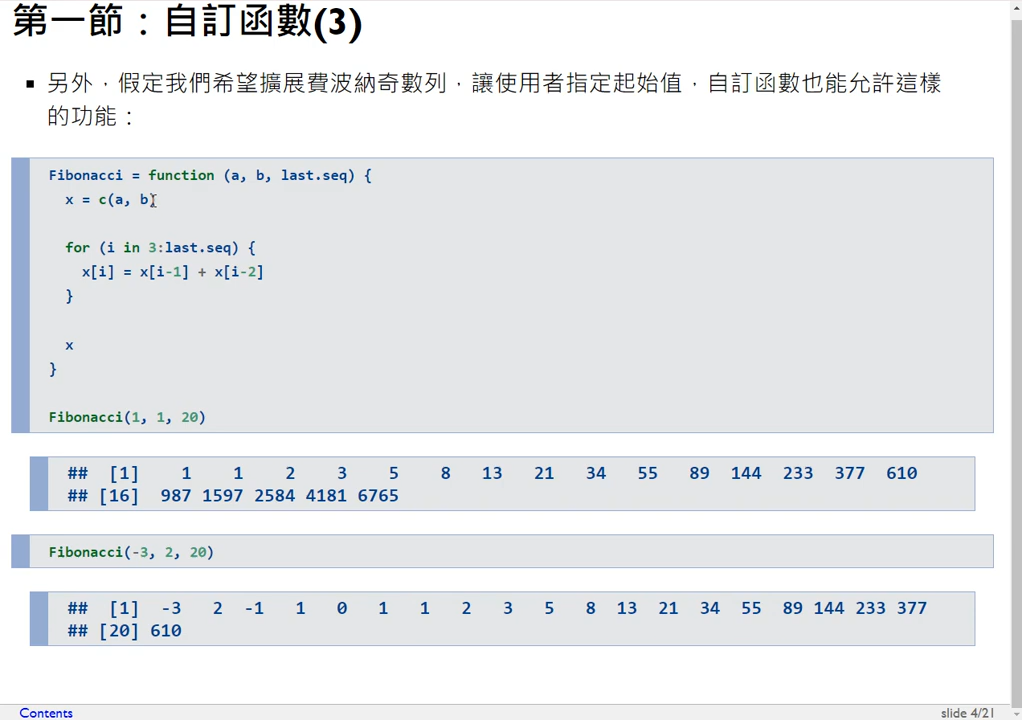 第一節：自訂函數(3)
▪ 另外，假定我們希望擴展費波納奇數列，讓使用者指定起始值，自訂函數也能允許這樣
的功能：
Fibonacci = function (a, b, last.seq) {
  x = c(a, b)
  for (i in 3:last.seq) {
    x[i] = x[i-1] + x[i-2]
  }
  x
}
Fibonacci(1, 1, 20)
## [1] 1 1 2 3 5 8 13 21 34 55 89 144 233 377 610
## [16] 987 1597 2584 4181 6765
Fibonacci(-3, 2, 20)
## [1] -3 2 -1 1 0 1 1 2 3 5 8 13 21 34 55 89 144 233 377
## [20] 610
Contents slide 4/21